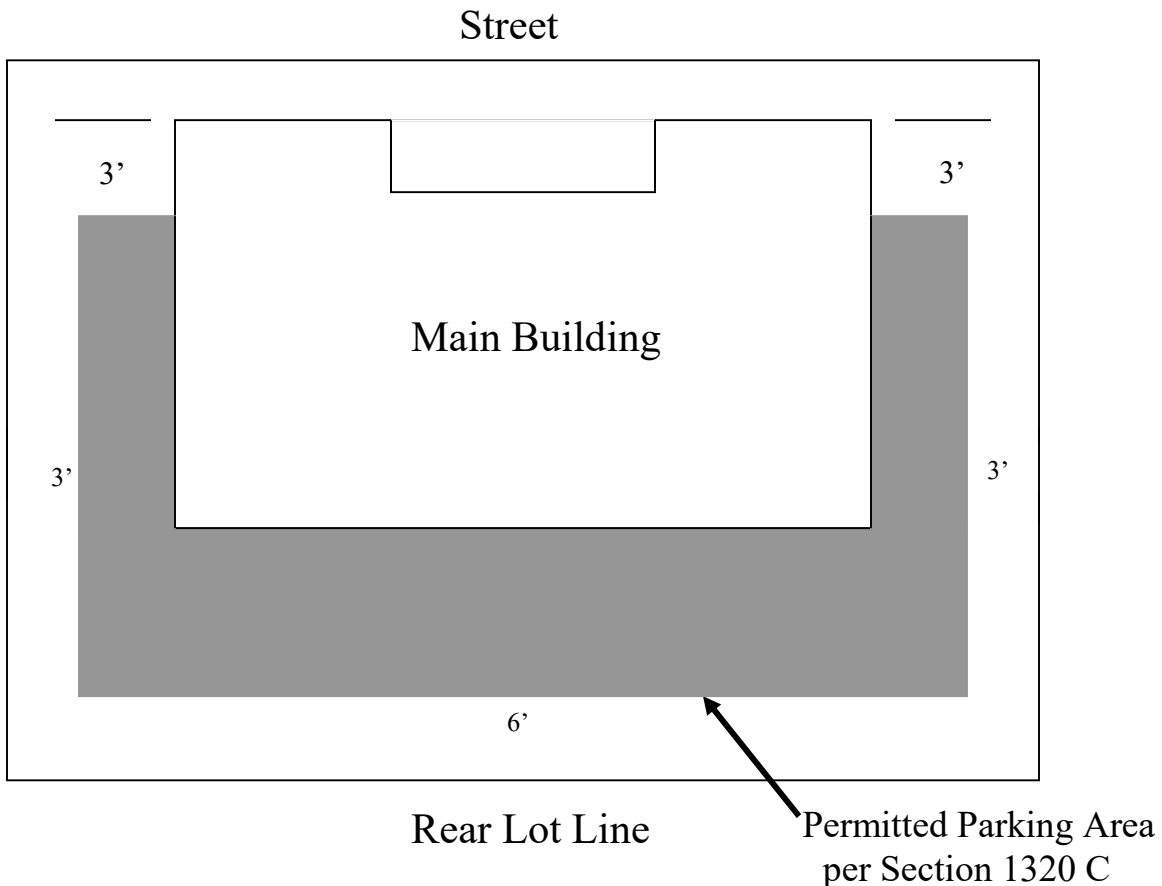 Street
3’
3’
Main Building
3’
3’
6’
Rear Lot Line
Permitted Parking Area
per Section 1320 C